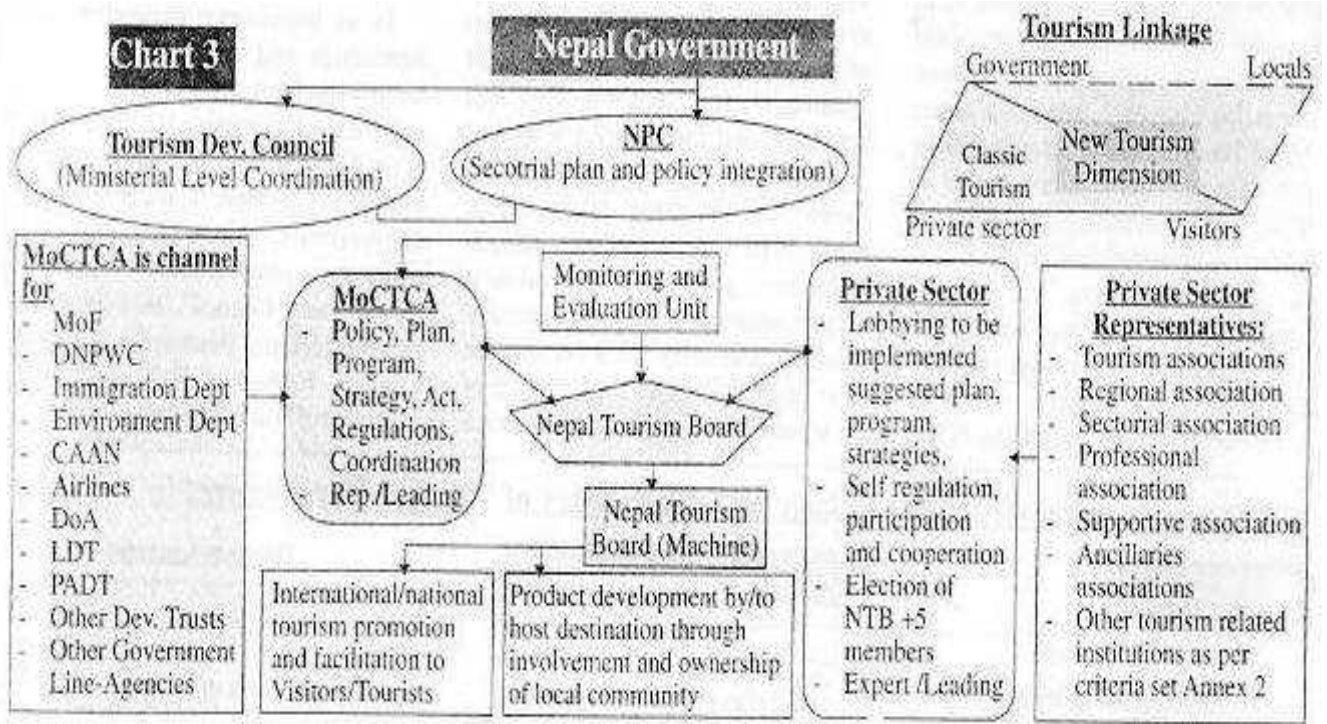 Chart 3
Nepal Government
Tourism Linkage
Government
Locals
Classic
Tourism
New Tourism
Dimension
Private sector
Visitors
Tourism Dev. Council
(Ministerial Level Coordination)
NPC
(Secotrial plan and policy integration)
MoCTCA is channel
for
- MoF
- DNPWC
- Immigration Dept
- Environment Dept
- CAAN
- Airlines
- DoA
- LDT
- PADT
- Other Dev. Trusts
- Other Government
Line-Agencies
MoCTCA
- Policy, Plan,
Program,
Strategy, Act,
Regulations,
Coordination
- Rep./Leading
Monitoring and
Evaluation Unit
Nepal Tourism Board
Nepal Tourism
Board (Machine)
International/national
tourism promotion
and facilitation to
Visitors/Tourists
Product development by/to
host destination through
involvement and ownership
of local community
Private Sector
- Lobbying to be
implemented
suggested plan,
program,
strategies,
- Self regulation,
participation
and cooperation
- Election of
NTB +5
members
- Expert /Leading
Private Sector
Representatives:
- Tourism associations
- Regional association
- Sectorial association
- Professional
association
- Supportive association
- Ancillaries
associations
- Other tourism related
institutions as per
criteria set Annex 2